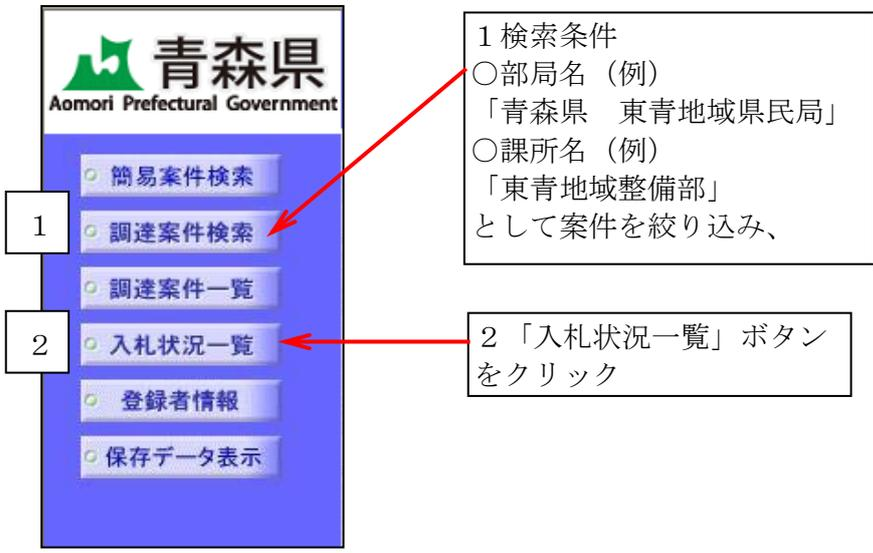 青森県
Aomori Prefectural Government
簡易案件検索
1
調達案件検索
調達案件一覧
2
入札状況一覧
登録者情報
保存データ表示
1検索条件
○部局名（例）
「青森県　東青地域県民局」
○課所名（例）
「東青地域整備部」
として案件を絞り込み、
2「入札状況一覧」ボタン
をクリック